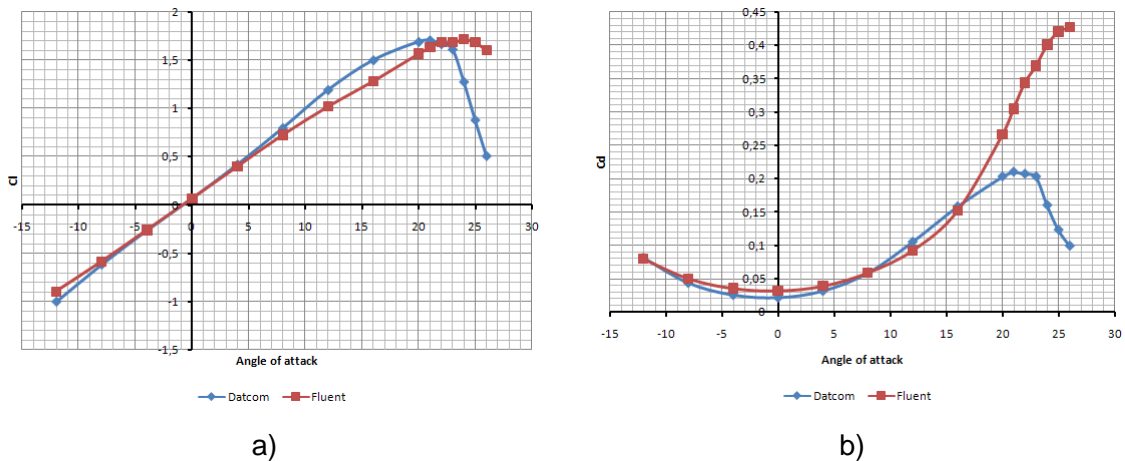 2
1,5
1
0,5
0
-0,5
-1
-1,5
-15 -10 -5 0 5 10 15 20 25 30
Cl
Angle of attack
Datcom Fluent
a)
0,45
0,4
0,35
0,3
0,25
0,2
0,15
0,1
0,05
0
-15 -10 -5 0 5 10 15 20 25 30
Cd
Angle of attack
Datcom Fluent
b)